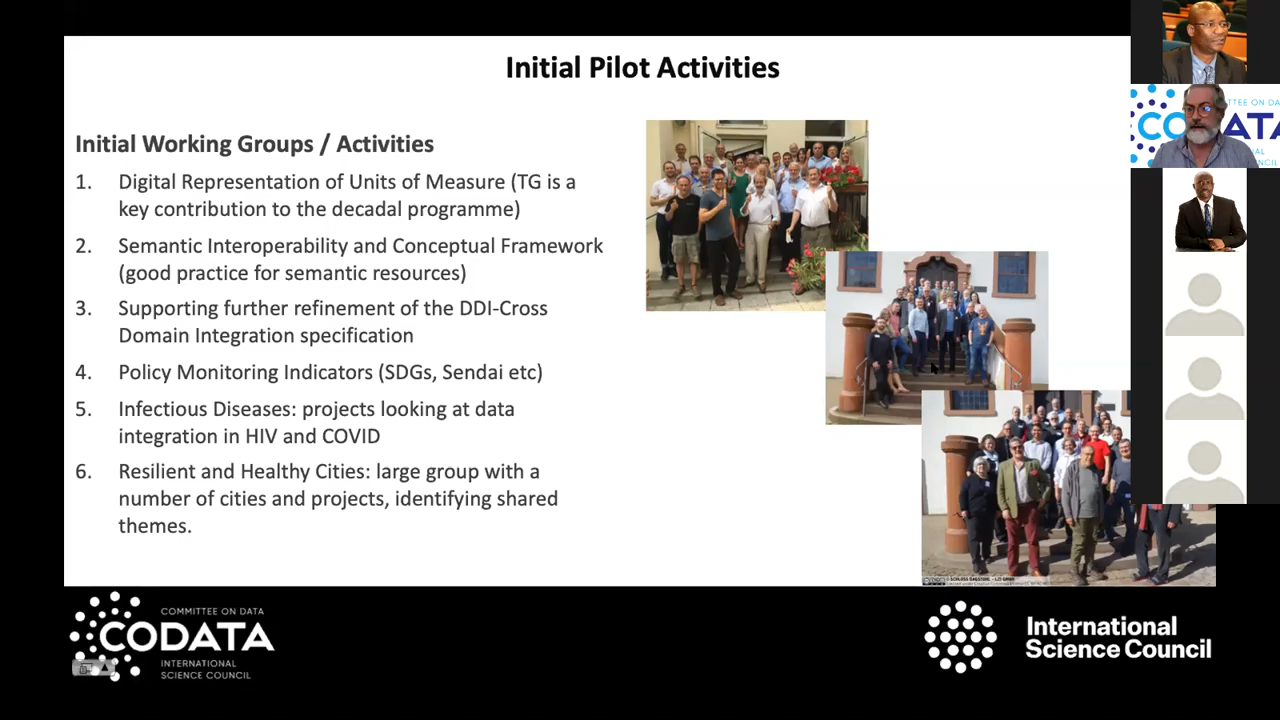 Initial Pilot Activities
Initial Working Groups / Activities
1. Digital Representation of Units of Measure (TG is a
key contribution to the decadal programme)
2. Semantic Interoperability and Conceptual Framework
(good practice for semantic resources)
3. Supporting further refinement of the DDI-Cross
Domain Integration specification
4. Policy Monitoring Indicators (SDGs, Sendai etc)
5. Infectious Diseases: projects looking at data
integration in HIV and COVID
6. Resilient and Healthy Cities: large group with a
number of cities and projects, identifying shared
themes.
COMMITTEE ON DATA
CODATA
INTERNATIONAL
SCIENCE COUNCIL
International
Science Council